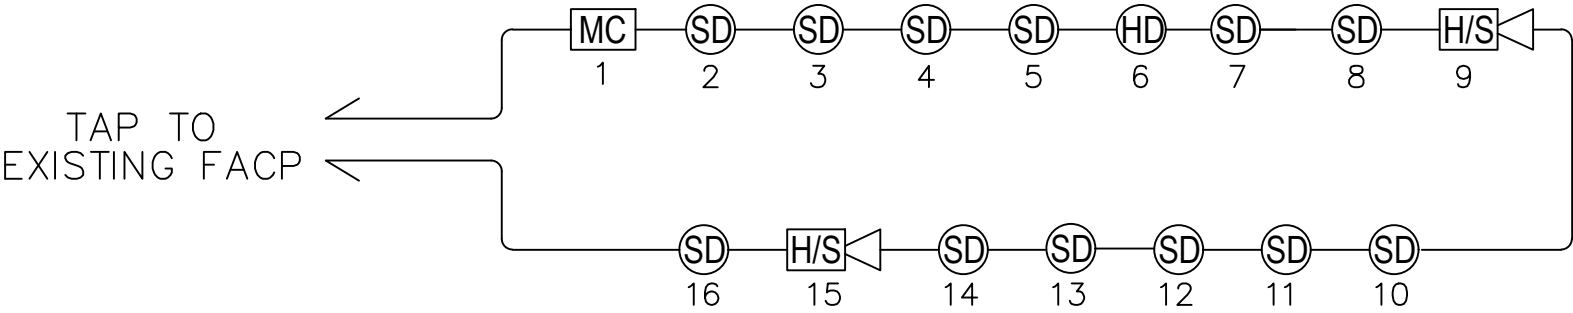 MC SD SD SD SD HD SD SD H/S
1 2 3 4 5 6 7 8 9
TAP TO
EXISTING FACP
SD H/S SD SD SD SD SD
16 15 14 13 12 11 10